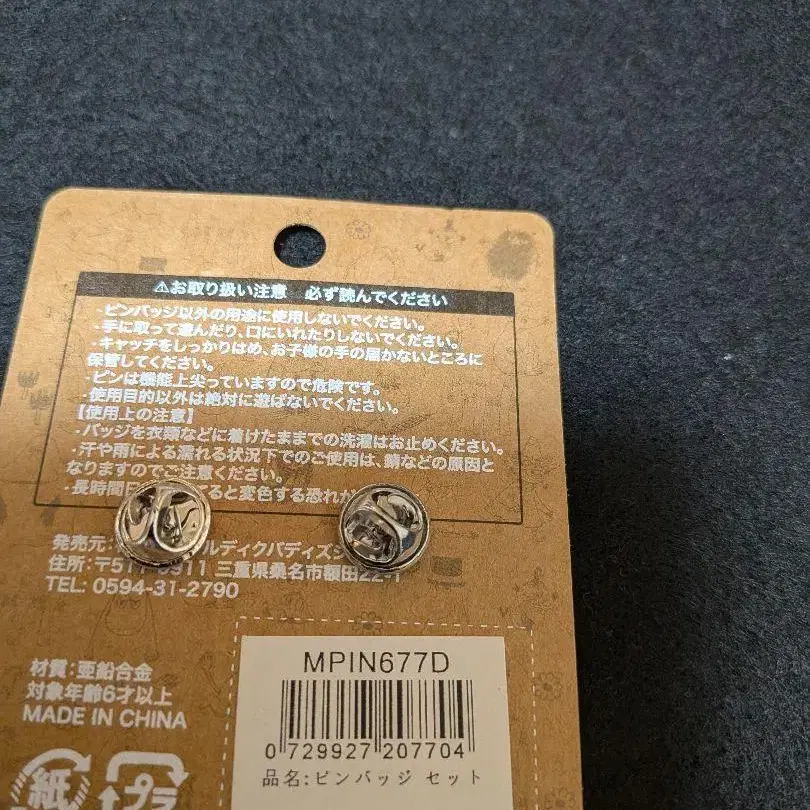 ⚠お取り扱い注意 必ず読んでください
・ピンバッジ以外の用途に使用しないでください。
・手に取って遊んだり、口にいれたりしないでください。
・キャッチをしっかりはめ、お子様の手の届かないところに
保管してください。
・ピンは機能上尖っていますので危険です。
・使用目的以外は絶対に遊ばないでください。
【使用上の注意】
・バッジを衣類などに着けたままでの洗濯はお止めください。
・汗や雨による濡れる状況下でのご使用は、錆などの原因と
なりますのでご注意ください。
・長時間日 ると変色する恐れが
発売元: ルディクバディズジ
住所:〒511-0911 三重県桑名市額田22-1
TEL: 0594-31-2790
材質:亜鉛合金
対象年齢6才以上
MADE IN CHINA
紙 プラ
MPIN677D
0 729927 207704
品名:ピンバッジ セット